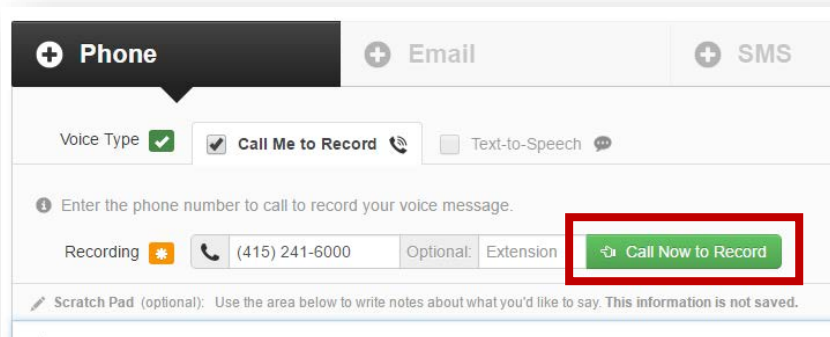 Phone Email SMS
Voice Type Call Me to Record Text-to-Speech
Enter the phone number to call to record your voice message.
Recording (415) 241-6000 Optional: Extension Call Now to Record
Scratch Pad (optional): Use the area below to write notes about what you'd like to say. This information is not saved.